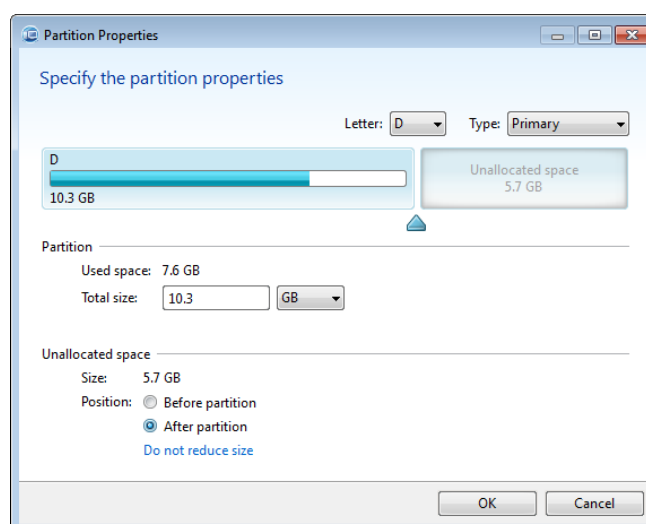 Partition Properties
Specify the partition properties
Letter: D Type: Primary
D
10.3 GB
Unallocated space
5.7 GB
Partition
Used space: 7.6 GB
Total size: 10.3 GB
Unallocated space
Size: 5.7 GB
Position: Before partition
After partition
Do not reduce size
OK Cancel